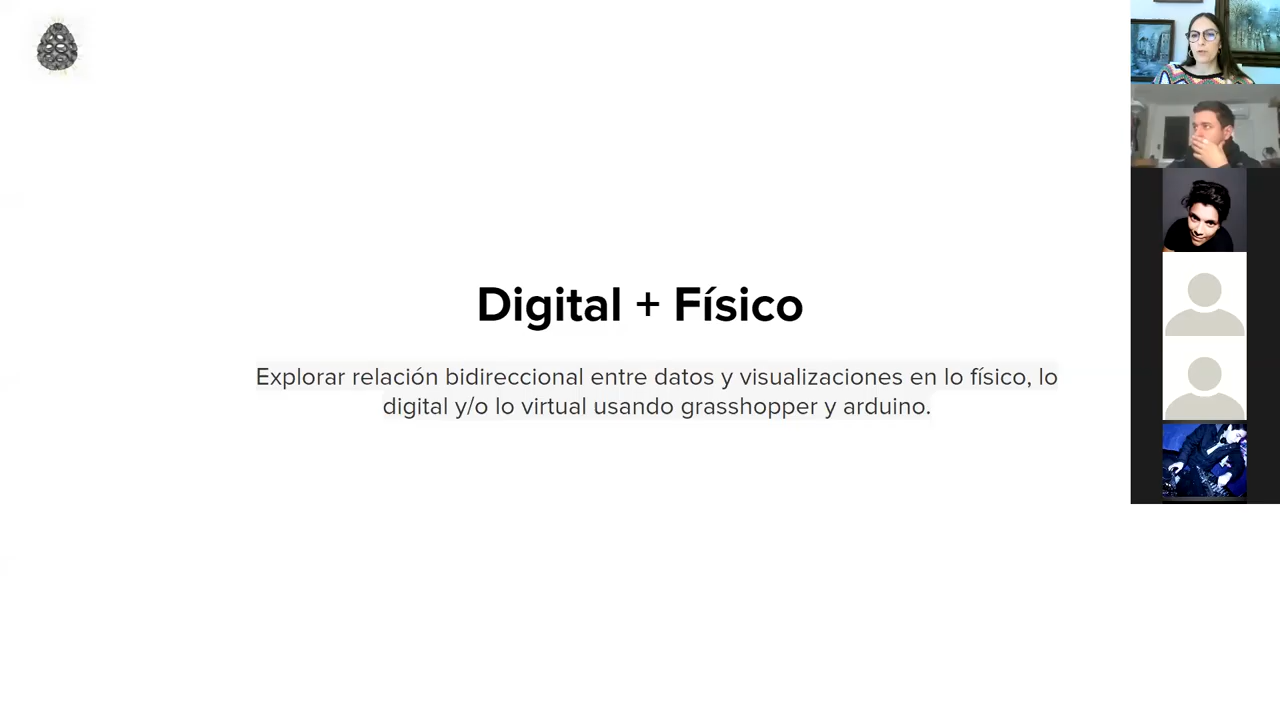 Digital + Físico
Explorar relación bidireccional entre datos y visualizaciones en lo físico, lo
digital y/o lo virtual usando grasshopper y arduino.